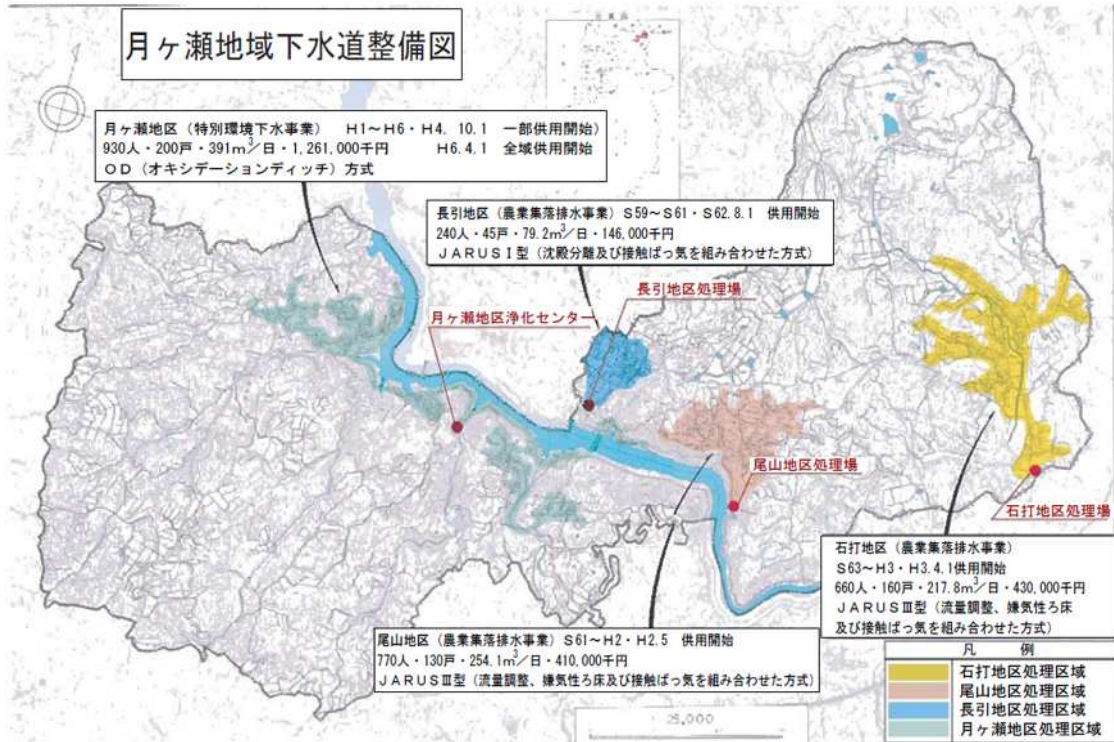 月ヶ瀬地域下水道整備図
月ヶ瀬地区（特別環境下水事業） H1～H6・H4. 10.1 一部供用開始）
930人・200戸・391m³／日・1,261,000千円 H6.4.1 全域供用開始
ＯＤ（オキシデーションディッチ）方式
長引地区（農業集落排水事業）S59～S61・S62.8.1 供用開始
240人・45戸・79.2m³／日・146,000千円
ＪＡＲＵＳⅠ型（沈殿分離及び接触ばっ気を組み合わせた方式）
長引地区処理場
月ヶ瀬地区浄化センター
尾山地区処理場
石打地区処理場
石打地区（農業集落排水事業）
S63～H3・H3.4.1供用開始
660人・160戸・217.8m³／日・430,000千円
ＪＡＲＵＳⅢ型（流量調整、嫌気性ろ床
及び接触ばっ気を組み合わせた方式）
尾山地区（農業集落排水事業）S61～H2・H2.5 供用開始
770人・130戸・254.1m³／日・410,000千円
ＪＡＲＵＳⅢ型（流量調整、嫌気性ろ床及び接触ばっ気を組み合わせた方式）
凡 例
石打地区処理区域
尾山地区処理区域
長引地区処理区域
月ヶ瀬地区処理区域